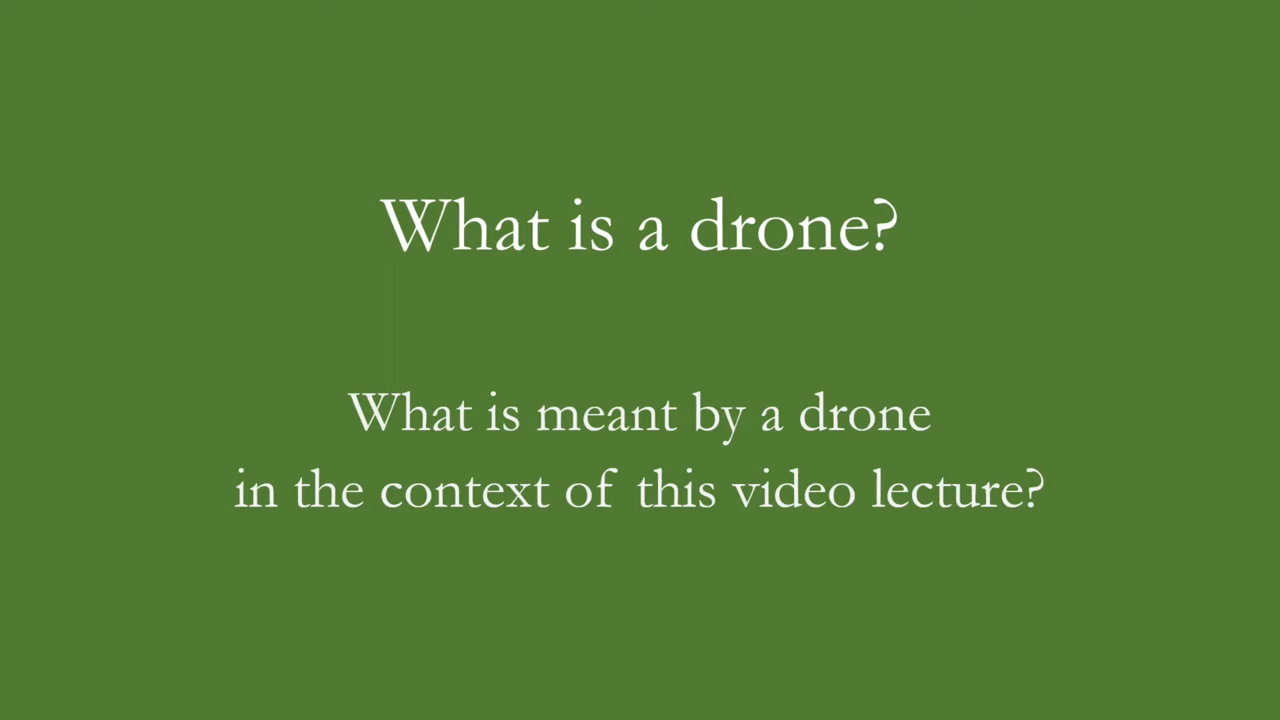 What is a drone?
What is meant by a drone
in the context of this video lecture?